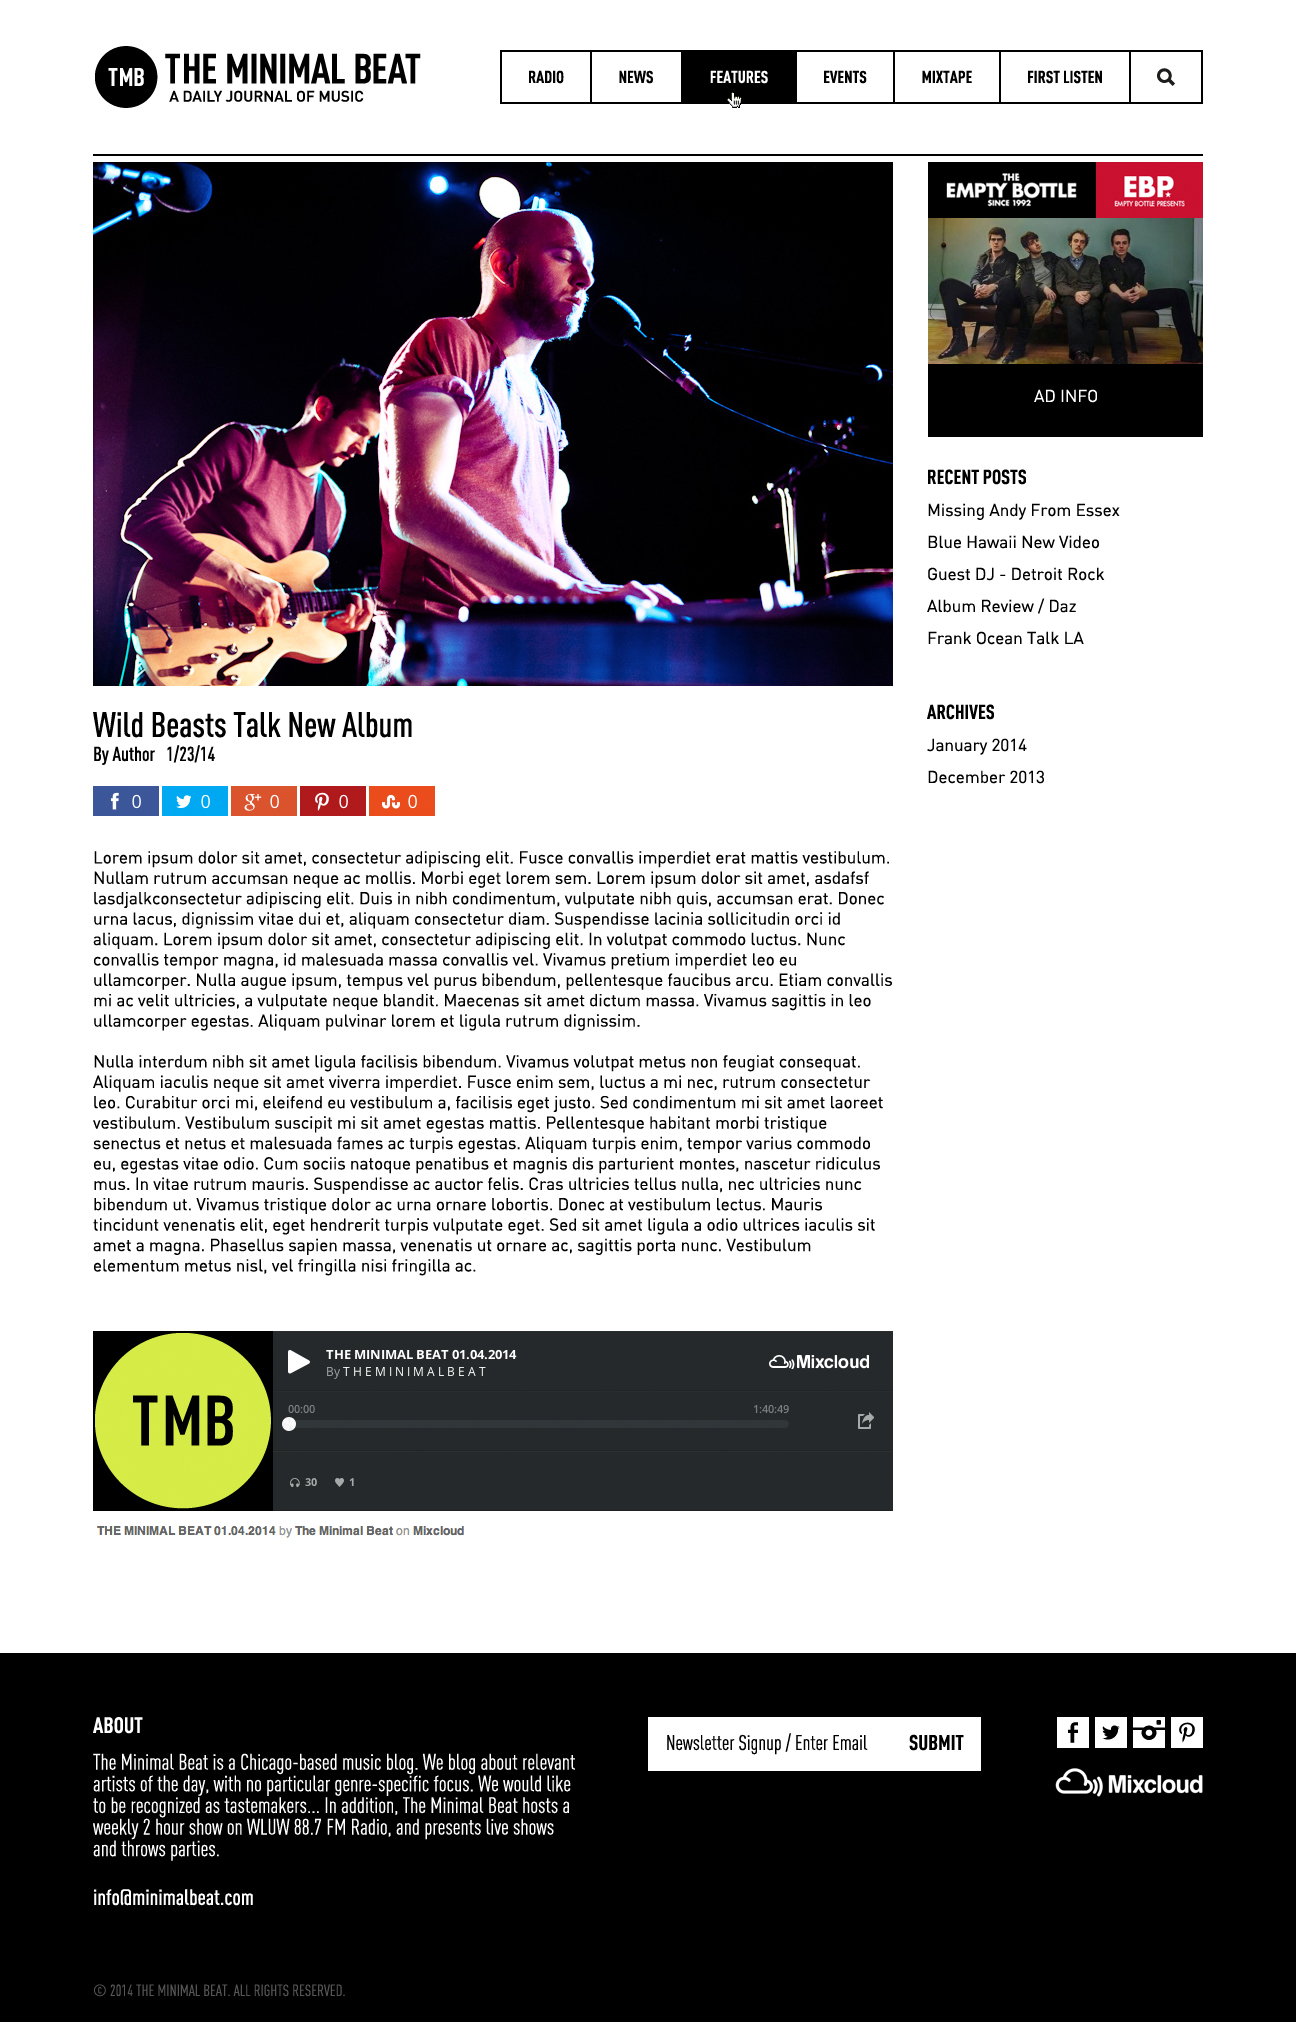 TMB
THE MINIMAL BEAT
A DAILY JOURNAL OF MUSIC
RADIO
NEWS
FEATURES
EVENTS
MIXTAPE
FIRST LISTEN
THE
EMPTY BOTTLE
SINCE 1992
EBP.
EMPTY BOTTLE PRESENTS
AD INFO
RECENT POSTS
Missing Andy From Essex
Blue Hawaii New Video
Guest DJ - Detroit Rock
Album Review / Daz
Frank Ocean Talk LA
ARCHIVES
January 2014
December 2013
Wild Beasts Talk New Album
By Author 1/23/14
0
0
0
0
0
Lorem ipsum dolor sit amet, consectetur adipiscing elit. Fusce convallis imperdiet erat mattis vestibulum.
Nullam rutrum accumsan neque ac mollis. Morbi eget lorem sem. Lorem ipsum dolor sit amet, asdafsf
lasdjalkconsectetur adipiscing elit. Duis in nibh condimentum, vulputate nibh quis, accumsan erat. Donec
urna lacus, dignissim vitae dui et, aliquam consectetur diam. Suspendisse lacinia sollicitudin orci id
aliquam. Lorem ipsum dolor sit amet, consectetur adipiscing elit. In volutpat commodo luctus. Nunc
convallis tempor magna, id malesuada massa convallis vel. Vivamus pretium imperdiet leo eu
ullamcorper. Nulla augue ipsum, tempus vel purus bibendum, pellentesque faucibus arcu. Etiam convallis
mi ac velit ultricies, a vulputate neque blandit. Maecenas sit amet dictum massa. Vivamus sagittis in leo
ullamcorper egestas. Aliquam pulvinar lorem et ligula rutrum dignissim.
Nulla interdum nibh sit amet ligula facilisis bibendum. Vivamus volutpat metus non feugiat consequat.
Aliquam iaculis neque sit amet viverra imperdiet. Fusce enim sem, luctus a mi nec, rutrum consectetur
leo. Curabitur orci mi, eleifend eu vestibulum a, facilisis eget justo. Sed condimentum mi sit amet laoreet
vestibulum. Vestibulum suscipit mi sit amet egestas mattis. Pellentesque habitant morbi tristique
senectus et netus et malesuada fames ac turpis egestas. Aliquam turpis enim, tempor varius commodo
eu, egestas vitae odio. Cum sociis natoque penatibus et magnis dis parturient montes, nascetur ridiculus
mus. In vitae rutrum mauris. Suspendisse ac auctor felis. Cras ultricies tellus nulla, nec ultricies nunc
bibendum ut. Vivamus tristique dolor ac urna ornare lobortis. Donec at vestibulum lectus. Mauris
tincidunt venenatis elit, eget hendrerit turpis vulputate eget. Sed sit amet ligula a odio ultrices iaculis sit
amet a magna. Phasellus sapien massa, venenatis ut ornare ac, sagittis porta nunc. Vestibulum
elementum metus nisl, vel fringilla nisi fringilla ac.
TMB
THE MINIMAL BEAT 01.04.2014
By THEMINIMALBEAT
Mixcloud
00:00
1:40:49
30
1
THE MINIMAL BEAT 01.04.2014 by The Minimal Beat on Mixcloud
ABOUT
The Minimal Beat is a Chicago-based music blog. We blog about relevant
artists of the day, with no particular genre-specific focus. We would like
to be recognized as tastemakers... In addition, The Minimal Beat hosts a
weekly 2 hour show on WLUW 88.7 FM Radio, and presents live shows
and throws parties.
info@minimalbeat.com
Newsletter Signup / Enter Email
SUBMIT
Mixcloud
© 2014 THE MINIMAL BEAT. ALL RIGHTS RESERVED.